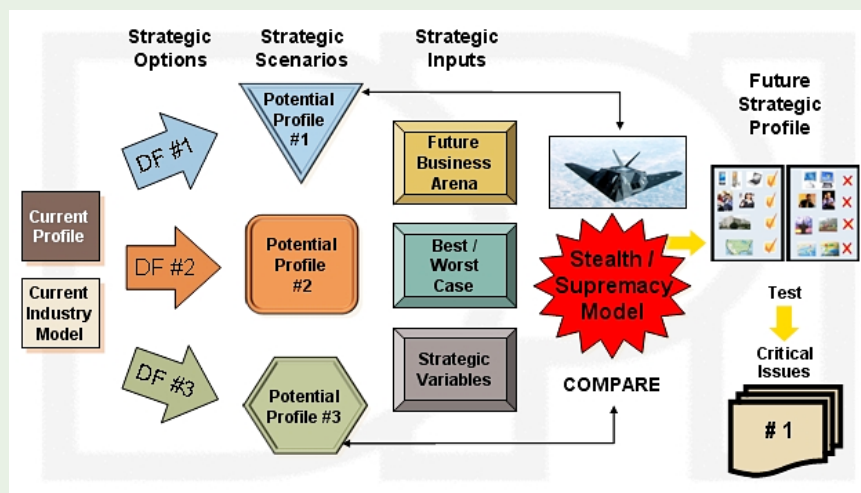 Strategic
Options
Strategic
Scenarios
Strategic
Inputs
Future
Strategic
Profile
Current
Profile
Current
Industry
Model
DF #1
DF #2
DF #3
Potential
Profile
#1
Potential
Profile
#2
Potential
Profile #3
Future
Business
Arena
Best /
Worst
Case
Strategic
Variables
Stealth /
Supremacy
Model
COMPARE
Test
Critical
Issues
# 1